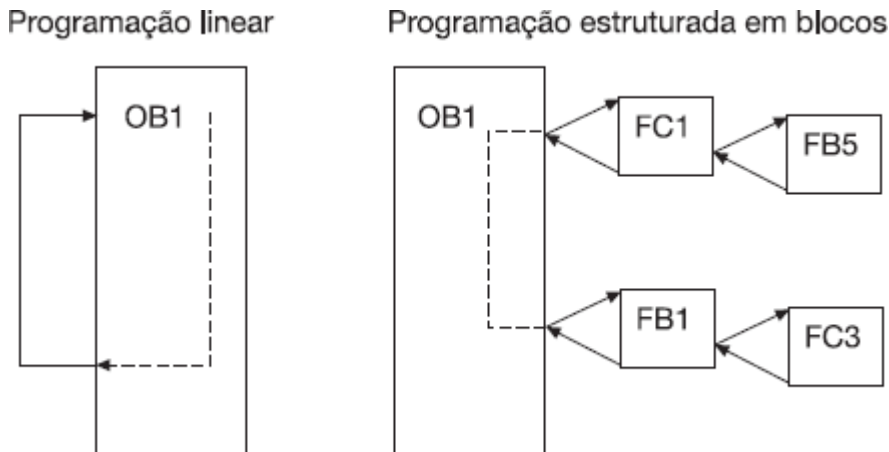 Programação linear
Programação estruturada em blocos
OB1
OB1
FC1
FB5
FB1
FC3